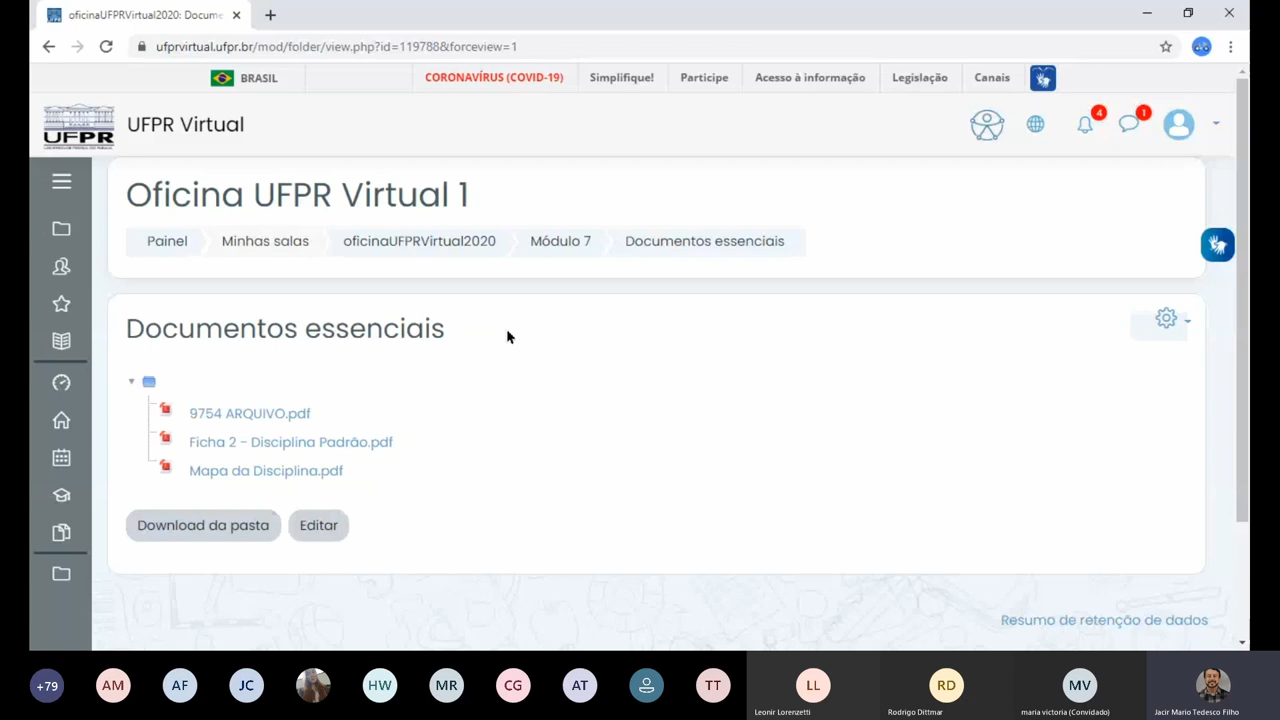 oficinaUFPRVirtual2020: Docume
ufprvirtual.ufpr.br/mod/folder/view.php?id=119788&forceview=1
BRASIL
CORONAVÍRUS (COVID-19)
Simplifique!
Participe
Acesso à informação
Legislação
Canais
UFPR
UFPR Virtual
4
1
Oficina UFPR Virtual 1
Painel
Minhas salas
oficinaUFPRVirtual2020
Módulo 7
Documentos essenciais
Documentos essenciais
9754 ARQUIVO.pdf
Ficha 2 - Disciplina Padrão.pdf
Mapa da Disciplina.pdf
Download da pasta
Editar
Resumo de retenção de dados
+79
AM
AF
JC
HW
MR
CG
AT
TT
LL
RD
MV
Leonir Lorenzetti
Rodrigo Dittmar
maria victoria (Convidado)
Jacir Mario Tedesco Filho